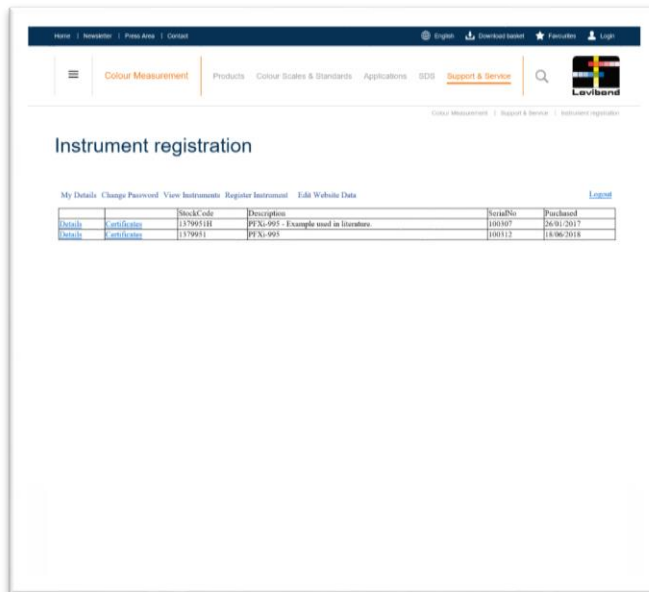 Home | Newsletter | Press Area | Contact English Download basket Favourites Login
Colour Measurement Products Colour Scales & Standards Applications SDS Support & Service Lovibond
Colour Measurement | Support & Service | Instrument registration
Instrument registration
My Details Change Password View Instruments Register Instrument Edit Website Data Logout
StockCode Description SerialNo Purchased
Details Certificates 1379951H PFXi-995 - Example used in literature. 100307 26/01/2017
Details Certificates 1379951 PFXi-995 100312 18/06/2018